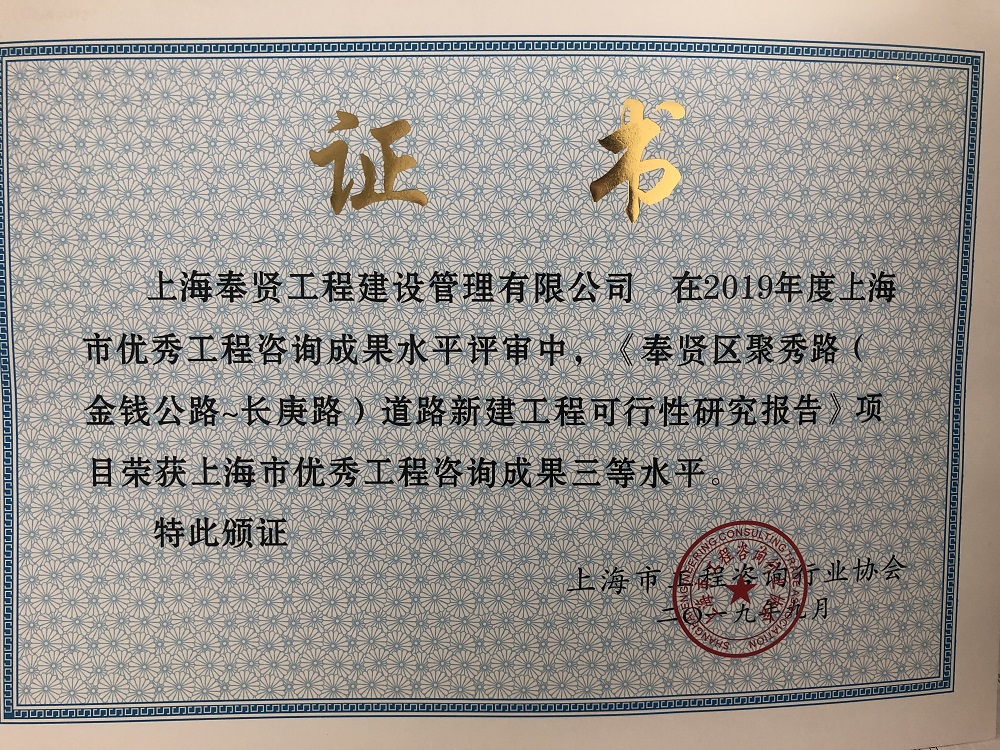 证书
上海奉贤工程建设管理有限公司 在2019年度上海
市优秀工程咨询成果水平评审中，《奉贤区聚秀路（
金钱公路~长庚路）道路新建工程可行性研究报告》项
目荣获上海市优秀工程咨询成果三等水平。
特此颁证
上海市工程咨询行业协会
二〇一九年九月
SHANGHAI ENGINEERING CONSULTING TRADE ASSOCIATION